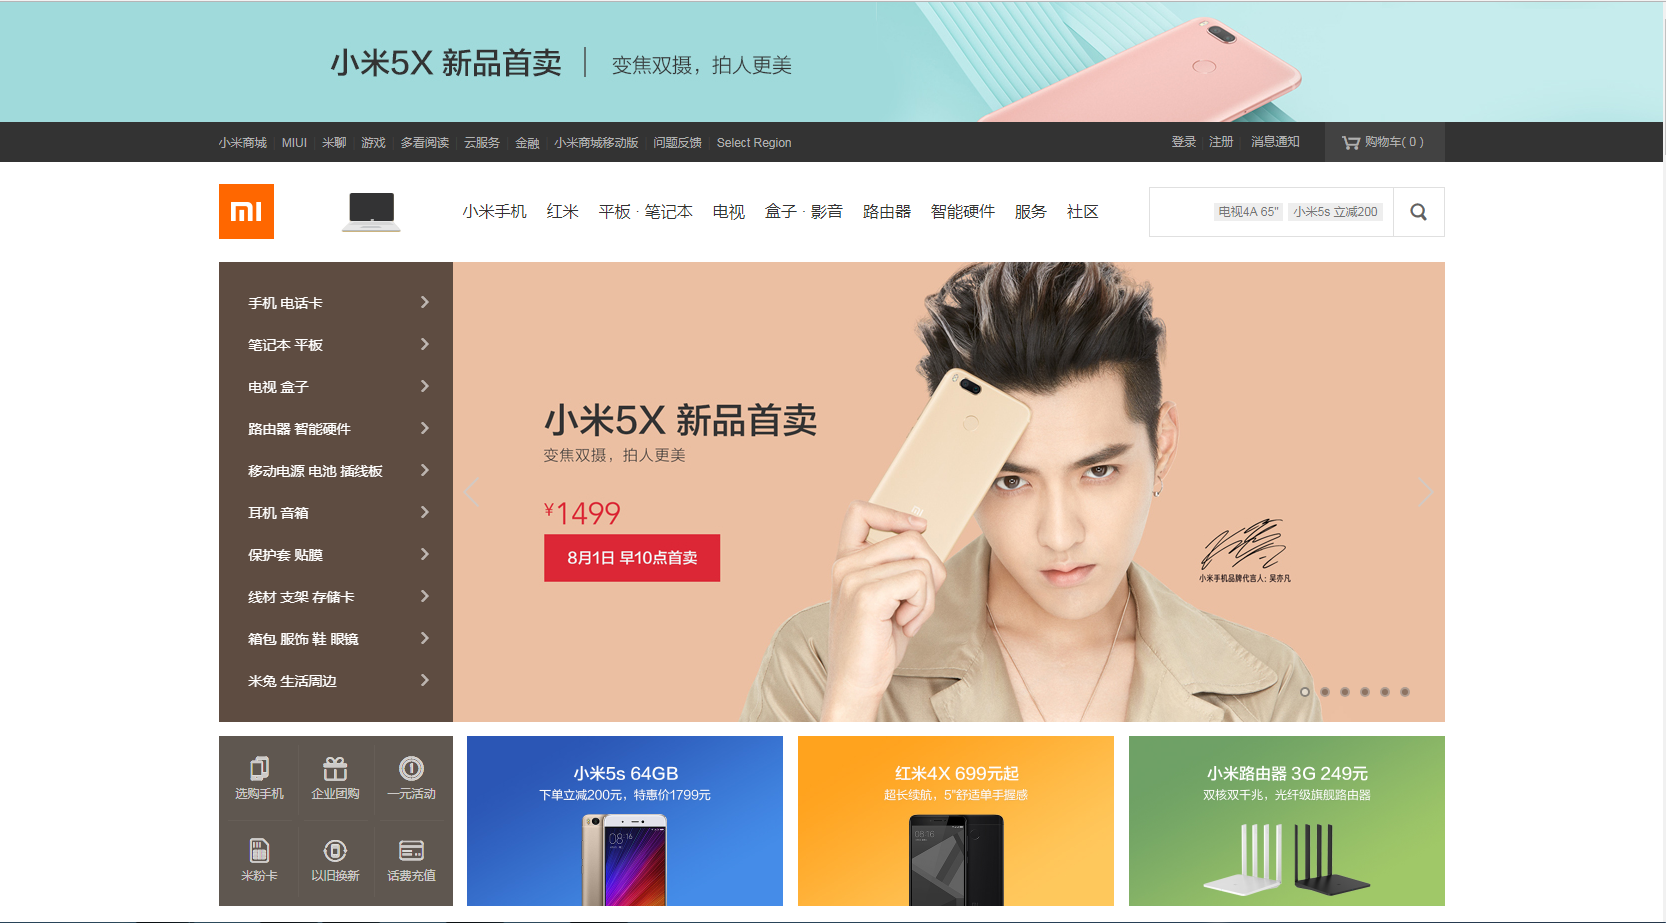 小米5X 新品首卖 | 变焦双摄，拍人更美
小米商城 MIUI 米聊 游戏 多看阅读 云服务 金融 小米商城移动版 问题反馈 Select Region 登录 注册 消息通知 购物车( 0 )
mi
小米手机 红米 平板 · 笔记本 电视 盒子 · 影音 路由器 智能硬件 服务 社区 电视4A 65" 小米5s 立减200
手机 电话卡
笔记本 平板
电视 盒子
路由器 智能硬件
移动电源 电池 插线板
耳机 音箱
保护套 贴膜
线材 支架 存储卡
箱包 服饰 鞋 眼镜
米兔 生活周边
小米5X 新品首卖
变焦双摄，拍人更美
¥1499
8月1日 早10点首卖
小米手机品牌代言人：吴亦凡
选购手机 企业团购 一元活动
米粉卡 以旧换新 话费充值
小米5s 64GB
下单立减200元，特惠价1799元
08:16
红米4X 699元起
超长续航，5"舒适单手握感
08:16
小米路由器 3G 249元
双核双千兆，光纤级旗舰路由器